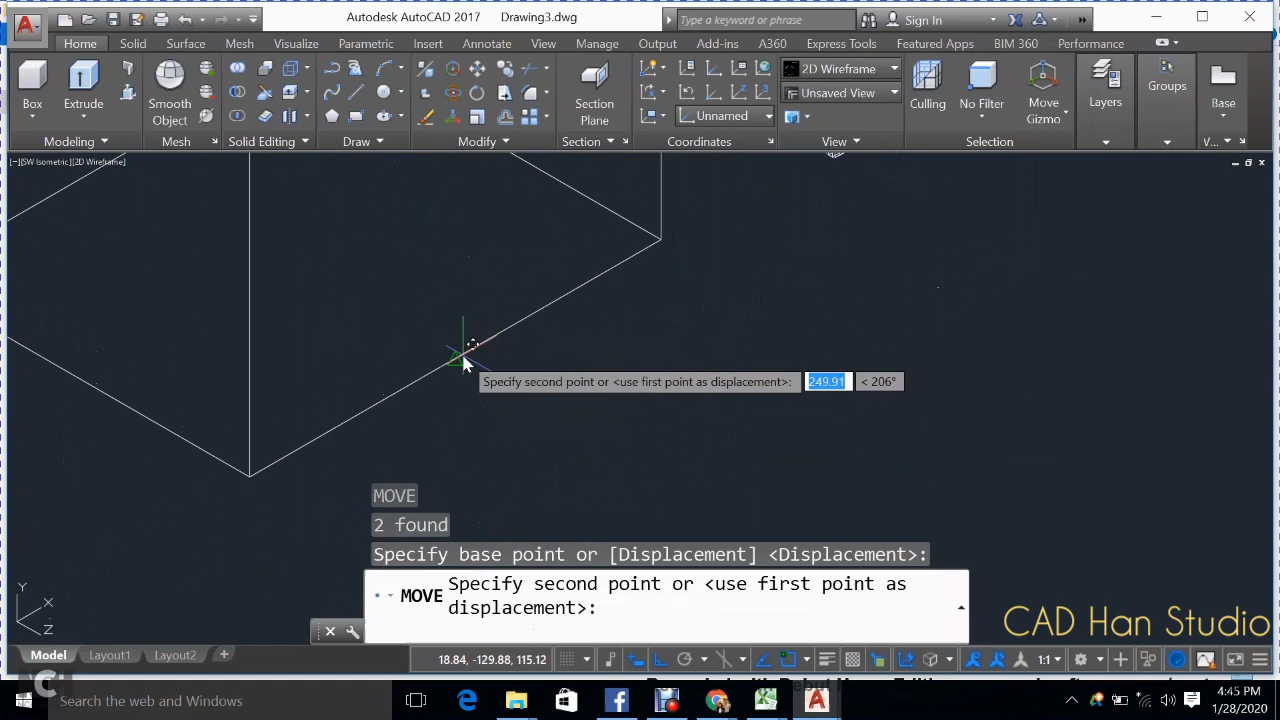 Autodesk AutoCAD 2017 Drawing3.dwg
Type a keyword or phrase
Sign In
Home Solid Surface Mesh Visualize Parametric Insert Annotate View Manage Output Add-ins A360 Express Tools Featured Apps BIM 360 Performance
2D Wireframe
Unsaved View
Unnamed
Box
Extrude
Smooth
Object
Section
Plane
Culling
No Filter
Move
Gizmo
Layers
Groups
Base
Modeling
Mesh
Solid Editing
Draw
Modify
Section
Coordinates
View
Selection
V...
[−][SW Isometric][2D Wireframe]
Specify second point or <use first point as displacement>: 249.91 < 206°
MOVE
2 found
Specify base point or [Displacement] <Displacement>:
MOVE Specify second point or <use first point as
displacement>:
Y
X
Z
CAD Han Studio
Model Layout1 Layout2 +
18.84, -129.88, 115.12
1:1
Search the web and Windows
4:45 PM
1/28/2020